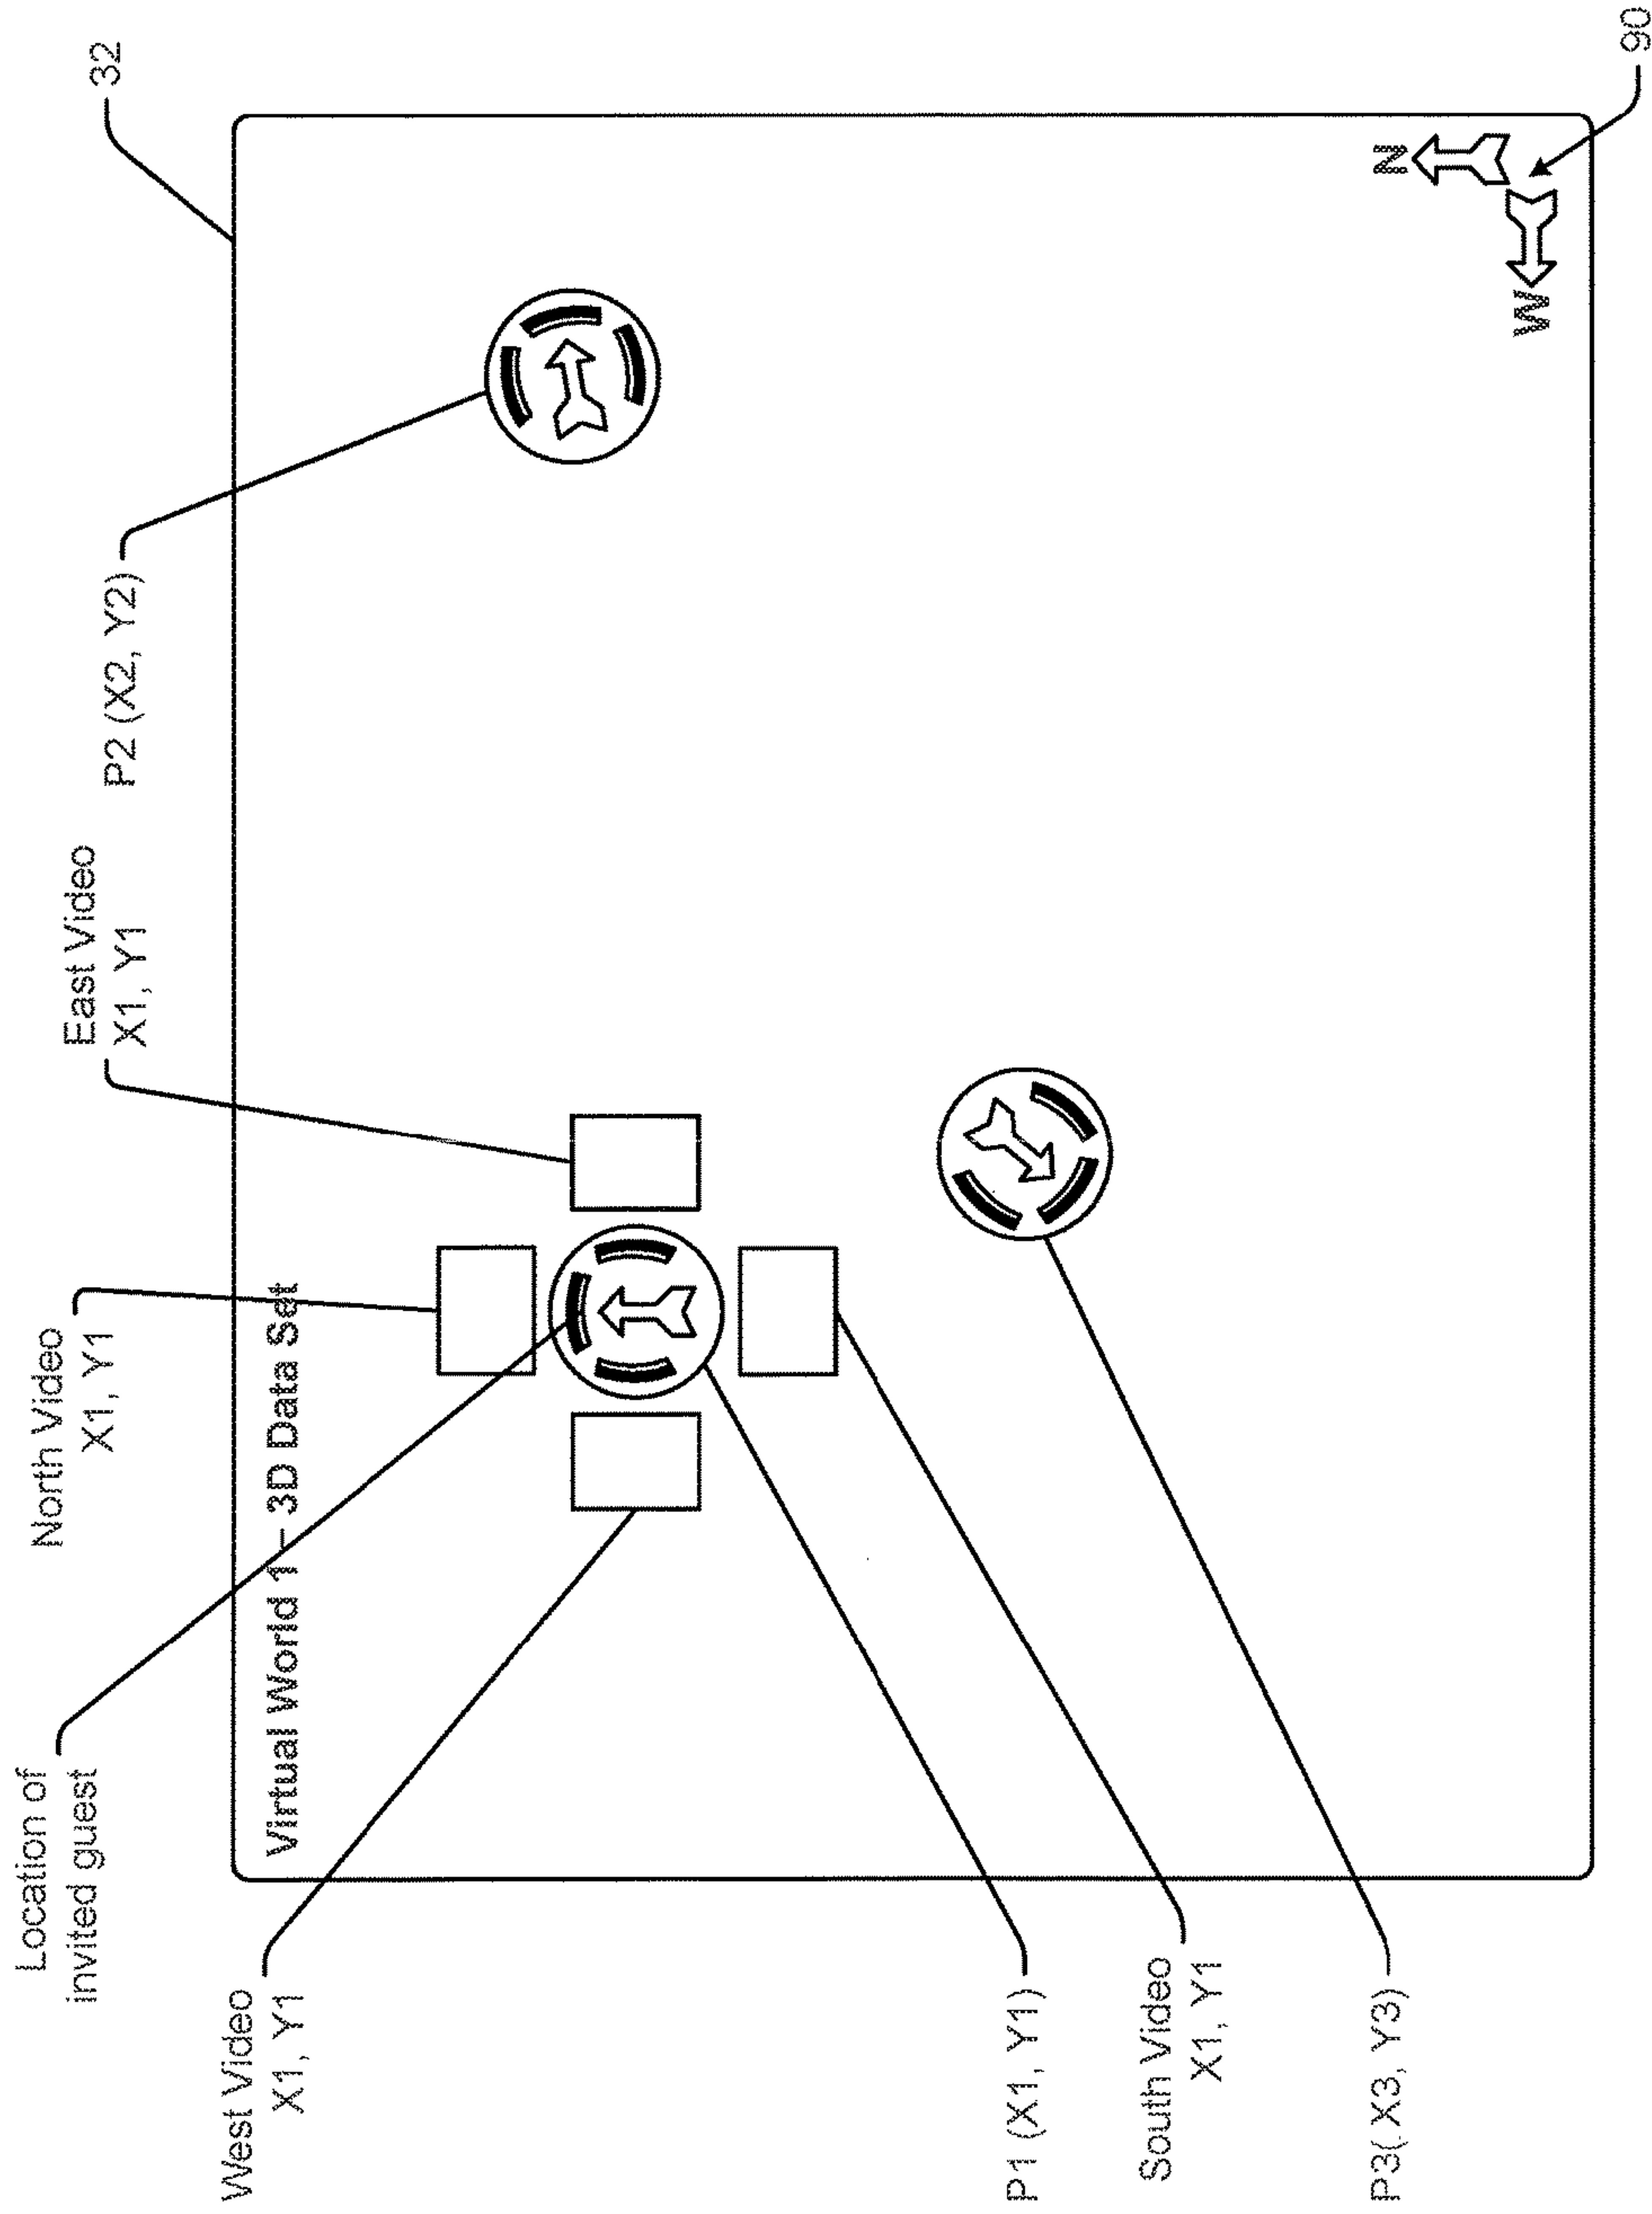 Location of
invited guest
North Video
X1, Y1
East Video
X1, Y1
P2 (X2, Y2)
32
West Video
X1, Y1
Virtual World 1 – 3D Data Set
P1 (X1, Y1)
South Video
X1, Y1
P3(. X3, Y3)
N
W
90